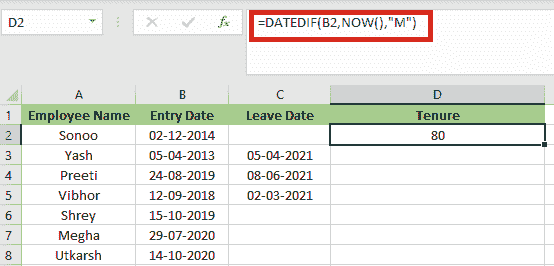 D2 fx =DATEDIF(B2,NOW(),"M")
A B C D
1 Employee Name Entry Date Leave Date Tenure
2 Sonoo 02-12-2014 80
3 Yash 05-04-2013 05-04-2021
4 Preeti 24-08-2019 08-06-2021
5 Vibhor 12-09-2018 02-03-2021
6 Shrey 15-10-2019
7 Megha 29-07-2020
8 Utkarsh 14-10-2020